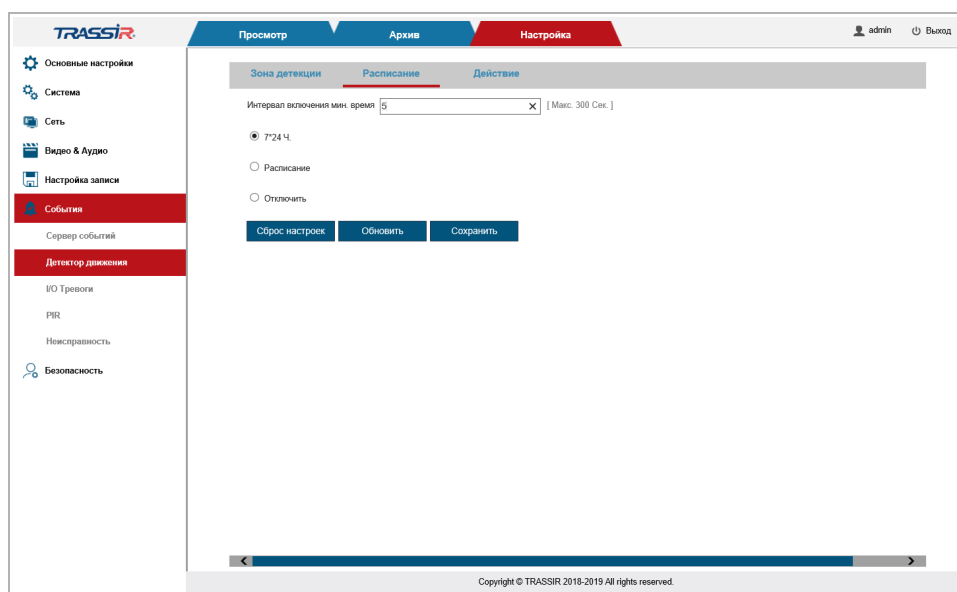 TRASSIR
Просмотр
Архив
Настройка
admin
Выход
Основные настройки
Система
Сеть
Видео & Аудио
Настройка записи
События
Сервер событий
Детектор движения
I/O Тревоги
PIR
Неисправность
Безопасность
Зона детекции
Расписание
Действие
Интервал включения мин. время 5 [ Макс. 300 Сек. ]
7*24 Ч.
Расписание
Отключить
Сброс настроек
Обновить
Сохранить
Copyright © TRASSIR 2018-2019 All rights reserved.